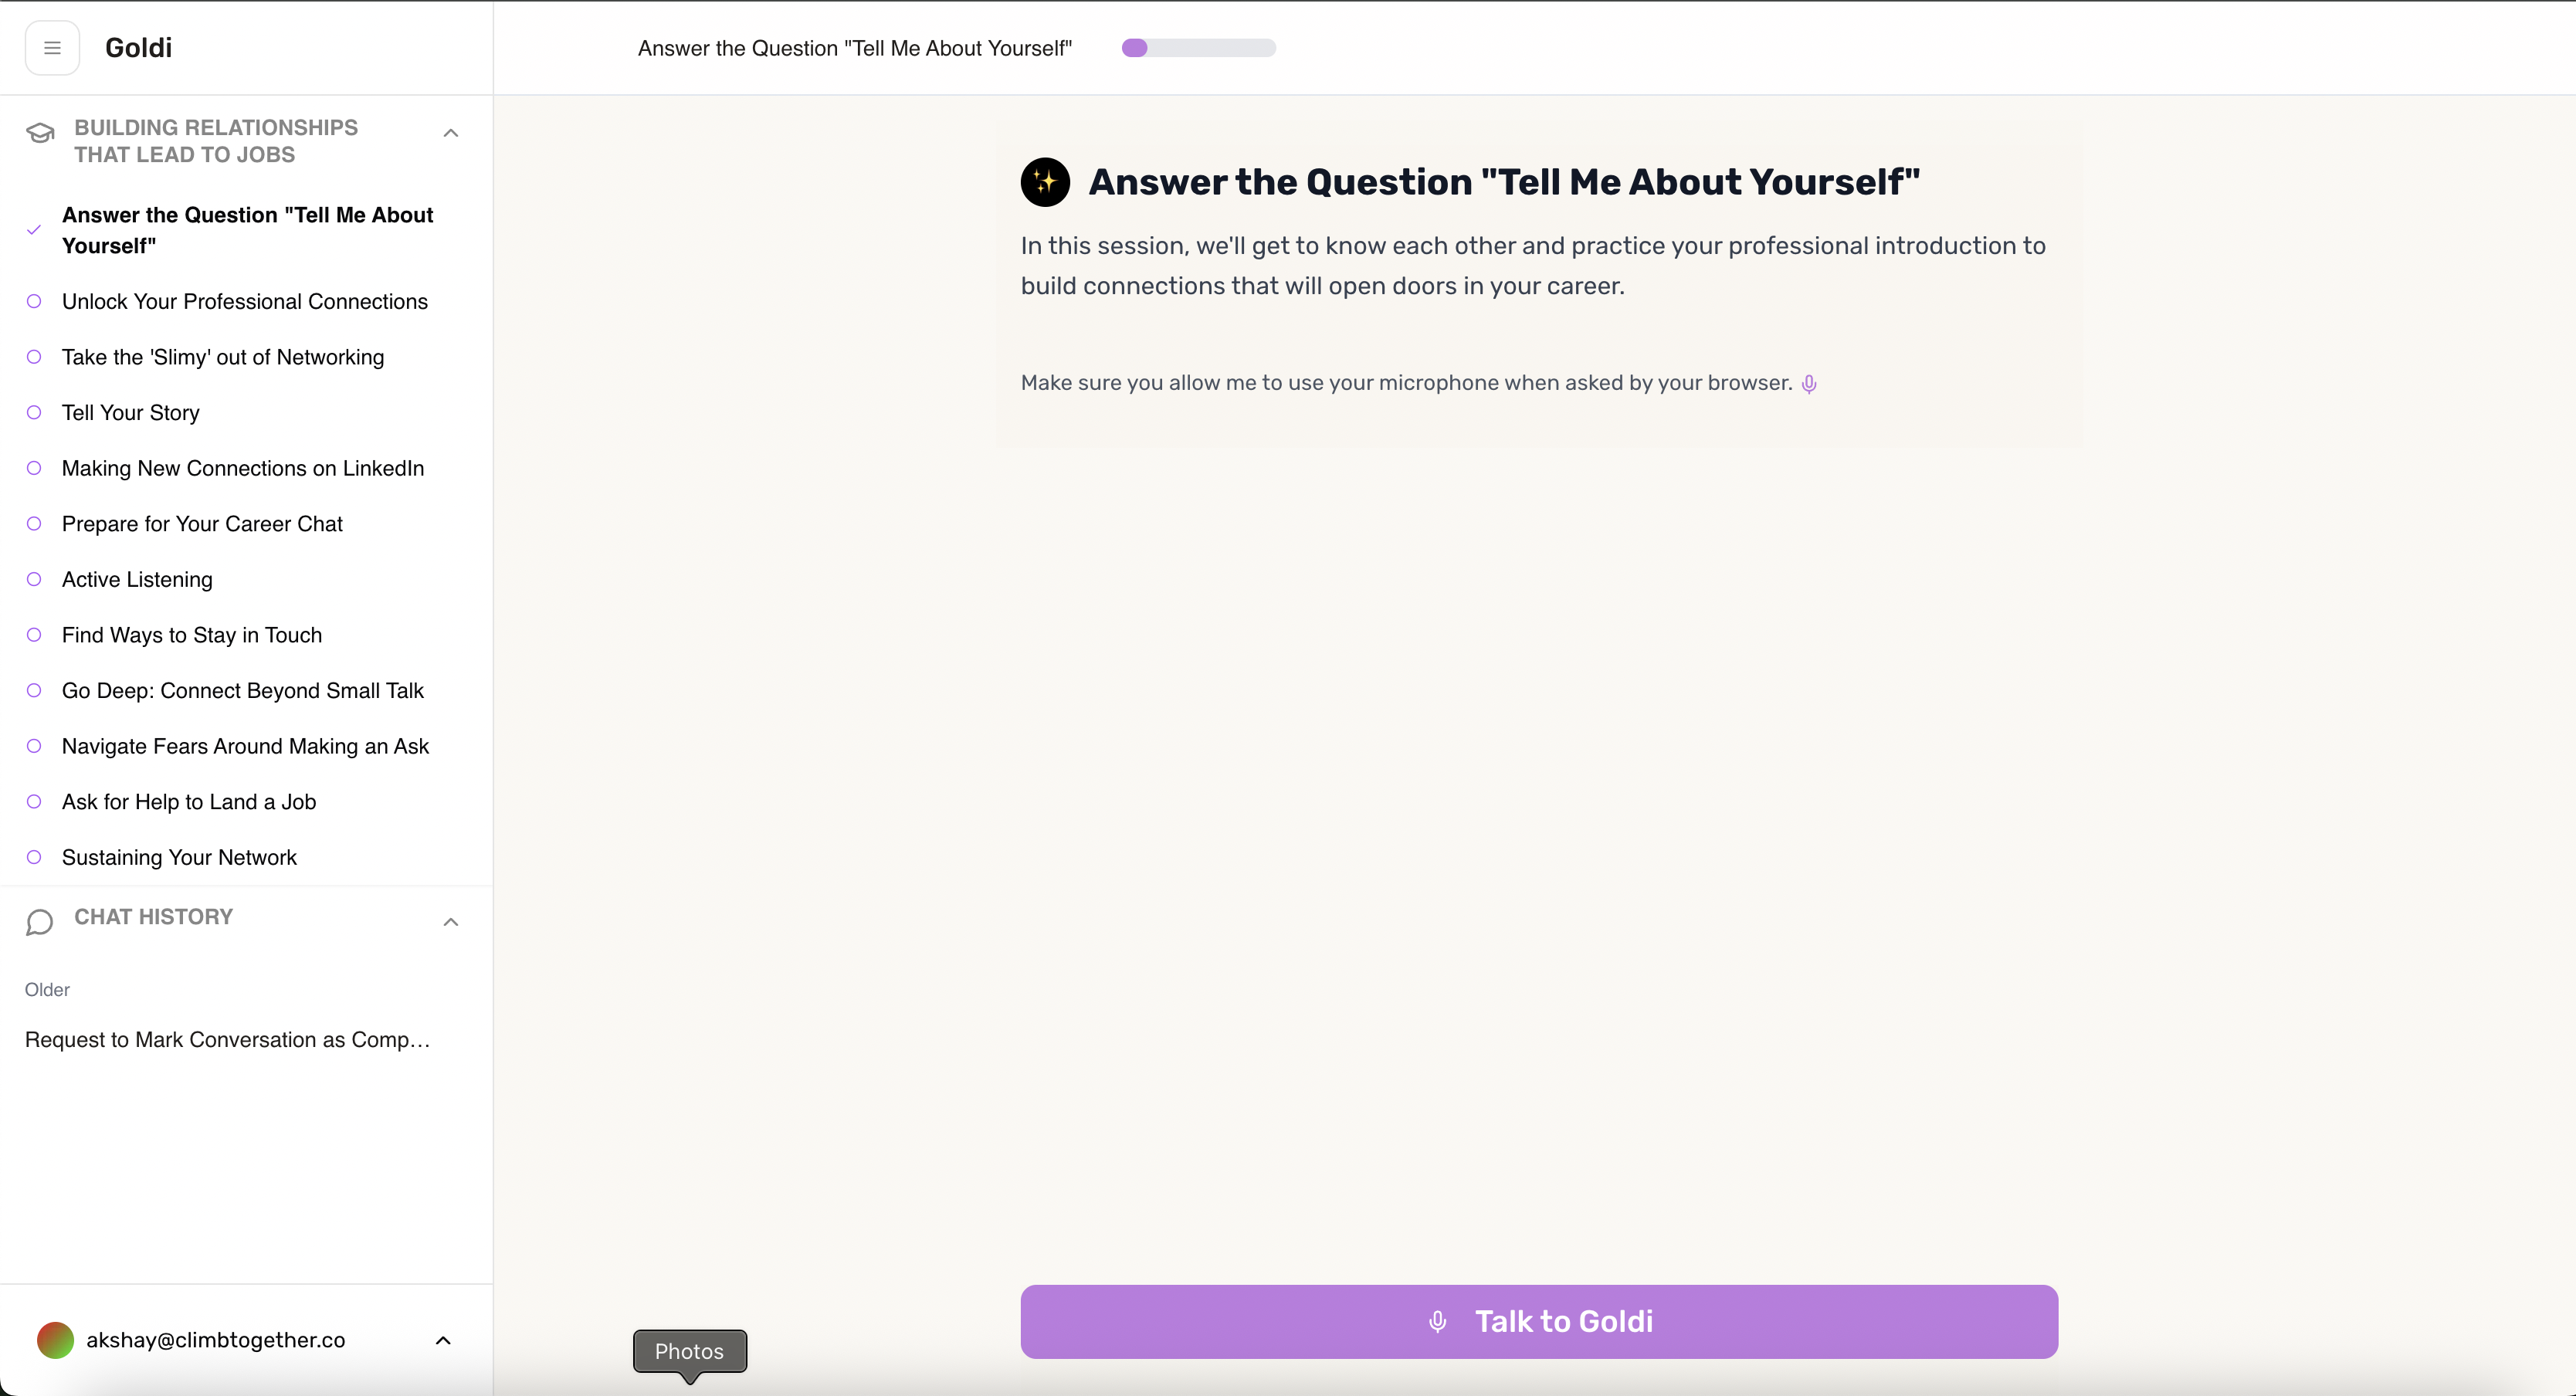 Goldi
Answer the Question "Tell Me About Yourself"
BUILDING RELATIONSHIPS
THAT LEAD TO JOBS
Answer the Question "Tell Me About
Yourself"
Unlock Your Professional Connections
Take the 'Slimy' out of Networking
Tell Your Story
Making New Connections on LinkedIn
Prepare for Your Career Chat
Active Listening
Find Ways to Stay in Touch
Go Deep: Connect Beyond Small Talk
Navigate Fears Around Making an Ask
Ask for Help to Land a Job
Sustaining Your Network
CHAT HISTORY
Older
Request to Mark Conversation as Comp…
akshay@climbtogether.co
Answer the Question "Tell Me About Yourself"
In this session, we'll get to know each other and practice your professional introduction to
build connections that will open doors in your career.
Make sure you allow me to use your microphone when asked by your browser.
Talk to Goldi
Photos